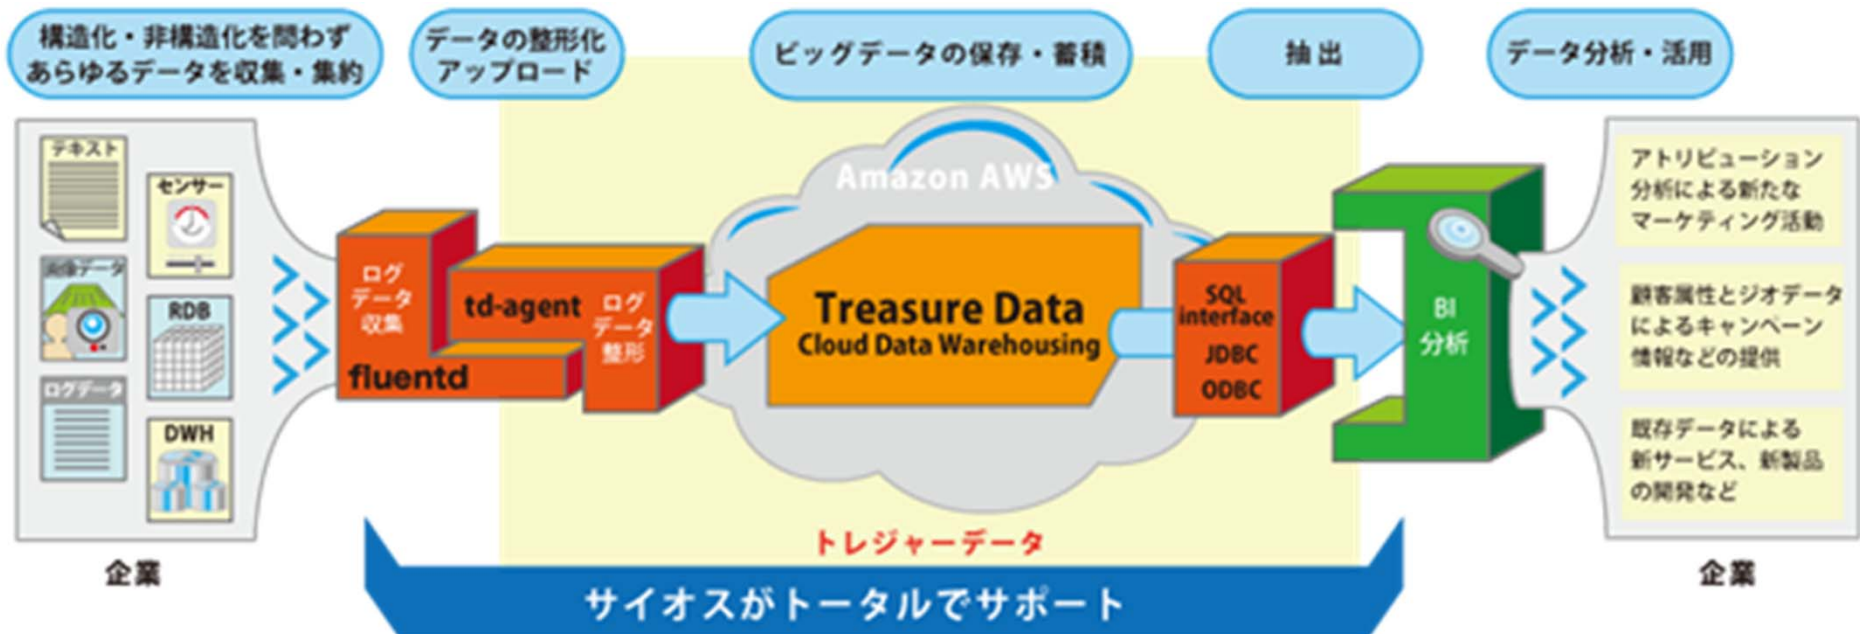 構造化・非構造化を問わず
あらゆるデータを収集・集約
データの整形化
アップロード
ビッグデータの保存・蓄積
抽出
データ分析・活用
テキスト
センサー
画像データ
RDB
ログデータ
DWH
企業
ログ
データ
収集
fluentd
td-agent
ログ
データ
整形
Amazon AWS
Treasure Data
Cloud Data Warehousing
SQL
interface
JDBC
ODBC
BI
分析
アトリビューション
分析による新たな
マーケティング活動
顧客属性とジオデータ
によるキャンペーン
情報などの提供
既存データによる
新サービス、新製品
の開発など
企業
トレジャーデータ
サイオスがトータルでサポート